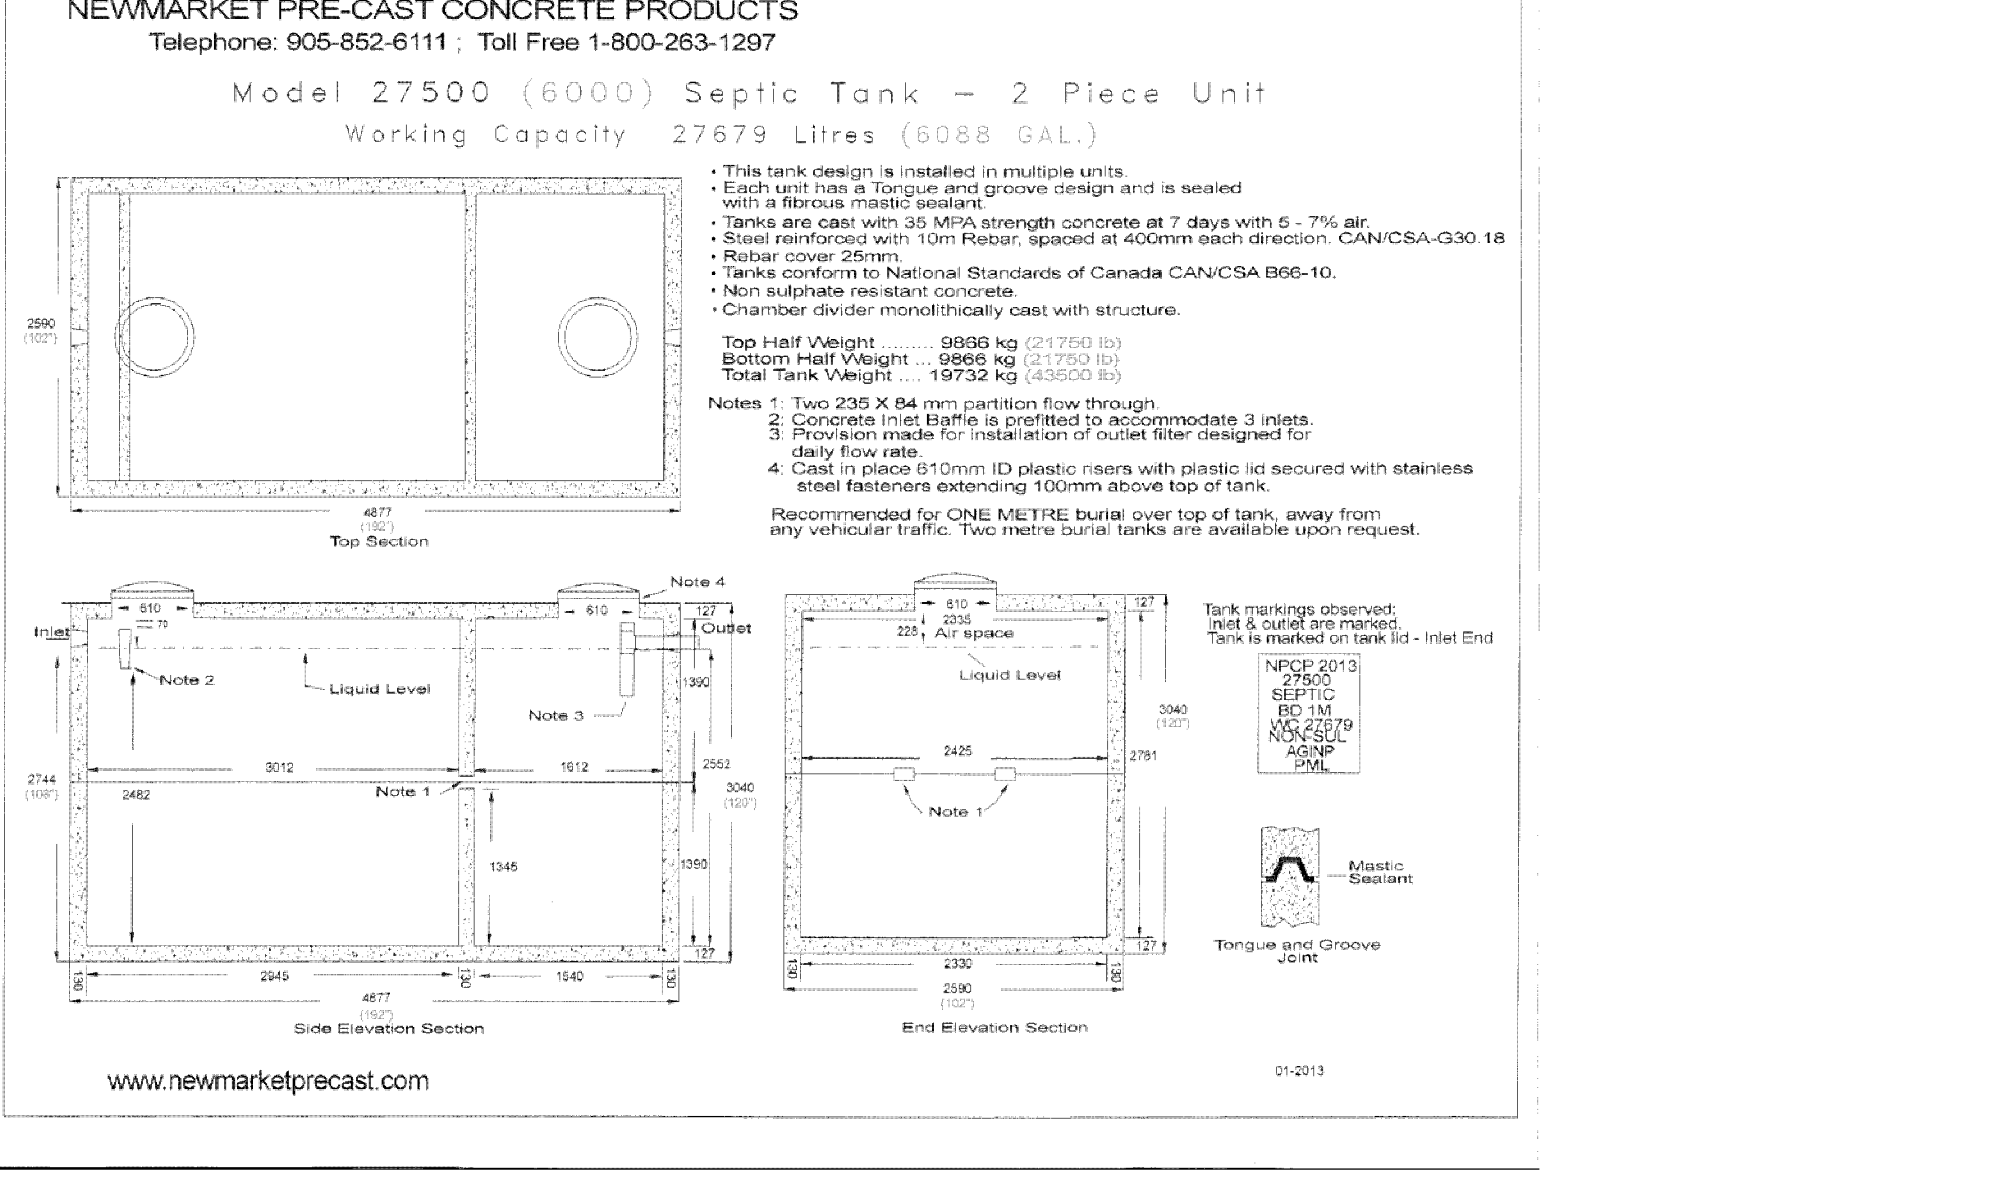 NEWMARKET PRE-CAST CONCRETE PRODUCTS
Telephone: 905-852-6111 ; Toll Free 1-800-263-1297
Model 27500 (6000) Septic Tank - 2 Piece Unit
Working Capacity 27679 Litres (6088 GAL.)
• This tank design is installed in multiple units.
• Each unit has a Tongue and groove design and is sealed
with a fibrous mastic sealant.
• Tanks are cast with 35 MPA strength concrete at 7 days with 5 - 7% air.
• Steel reinforced with 10m Rebar, spaced at 400mm each direction. CAN/CSA-G30.18
• Rebar cover 25mm.
• Tanks conform to National Standards of Canada CAN/CSA B66-10.
• Non sulphate resistant concrete.
• Chamber divider monolithically cast with structure.
Top Half Weight ......... 9866 kg (21750 lb)
Bottom Half Weight ... 9866 kg (21750 lb)
Total Tank Weight .... 19732 kg (43500 lb)
Notes 1: Two 235 X 84 mm partition flow through.
2: Concrete Inlet Baffle is prefitted to accommodate 3 inlets.
3: Provision made for installation of outlet filter designed for
daily flow rate.
4: Cast in place 610mm ID plastic risers with plastic lid secured with stainless
steel fasteners extending 100mm above top of tank.
Recommended for ONE METRE burial over top of tank, away from
any vehicular traffic. Two metre burial tanks are available upon request.
2590
(102")
4877
(192")
Top Section
Note 4
610
610
127
70
Inlet
Outlet
Note 2
Liquid Level
1390
Note 3
3012
1612
2552
2744
(108")
2482
Note 1
3040
(120")
1345
1390
127
130
2945
130
1540
130
4877
(192")
Side Elevation Section
610
127
2335
228
Air space
Liquid Level
3040
(120")
2425
2781
Note 1
127
130
2330
130
2590
(102")
End Elevation Section
Tank markings observed:
Inlet & outlet are marked.
Tank is marked on tank lid - Inlet End
NPCP 2013
27500
SEPTIC
BD 1M
WC 27679
NON-SUL
AGINP
PML
Mastic
Sealant
Tongue and Groove
Joint
www.newmarketprecast.com
01-2013